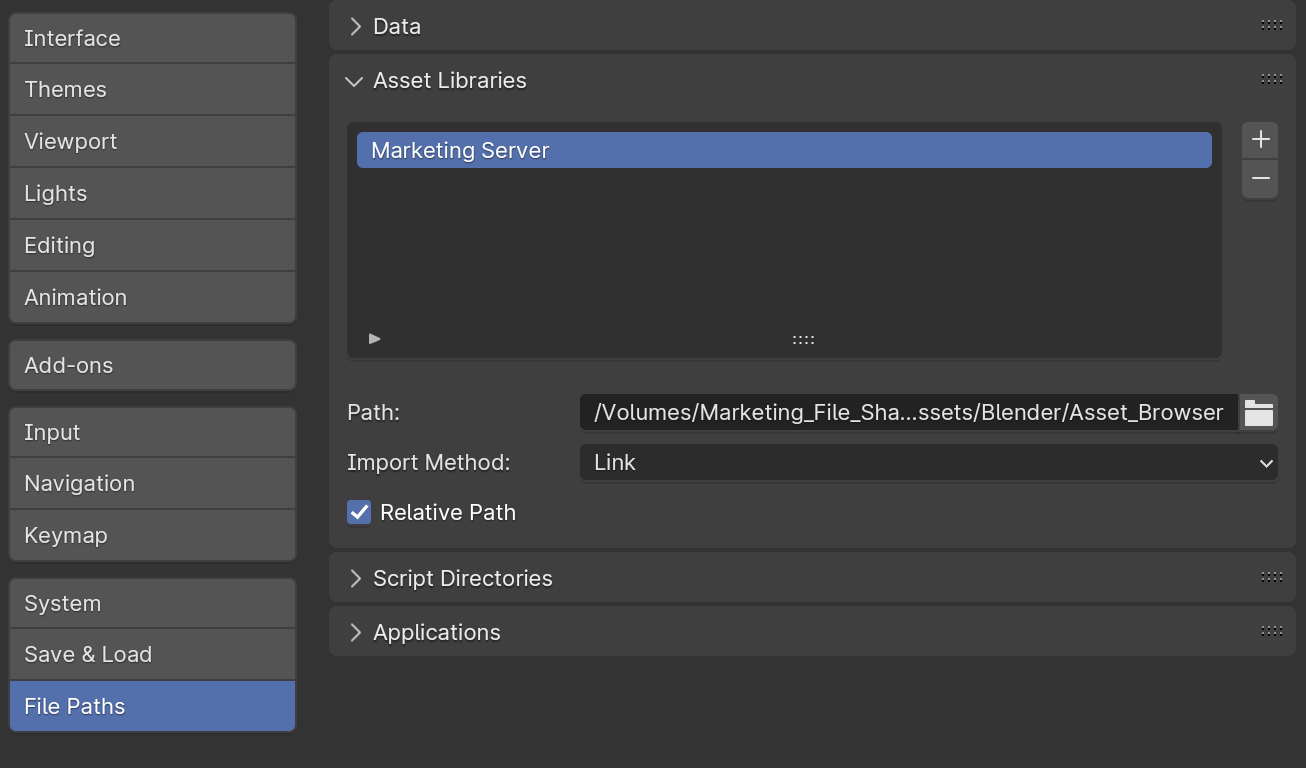 Interface
Themes
Viewport
Lights
Editing
Animation
Add-ons
Input
Navigation
Keymap
System
Save & Load
File Paths
Data
Asset Libraries
Marketing Server
Path:
/Volumes/Marketing_File_Sha...ssets/Blender/Asset_Browser
Import Method:
Link
Relative Path
Script Directories
Applications